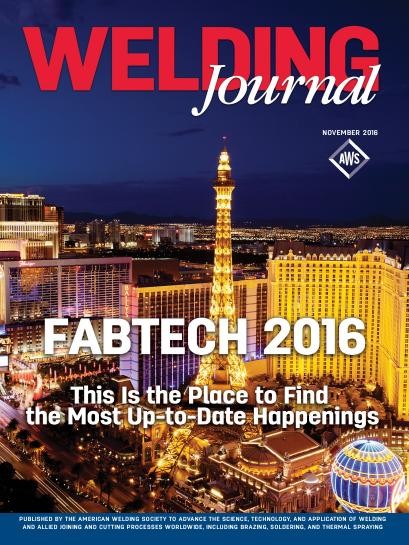 WELDING
Journal
NOVEMBER 2016
AWS
FABTECH 2016
This Is the Place to Find
the Most Up-to-Date Happenings
PUBLISHED BY THE AMERICAN WELDING SOCIETY TO ADVANCE THE SCIENCE, TECHNOLOGY, AND APPLICATION OF WELDING
AND ALLIED JOINING AND CUTTING PROCESSES WORLDWIDE, INCLUDING BRAZING, SOLDERING, AND THERMAL SPRAYING